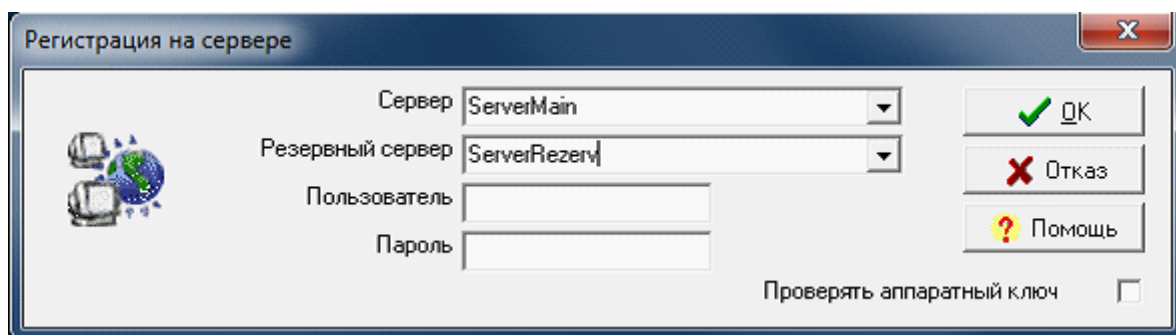 Регистрация на сервере
Сервер ServerMain
OK
Резервный сервер ServerRezerv
Отказ
Пользователь
Помощь
Пароль
Проверять аппаратный ключ